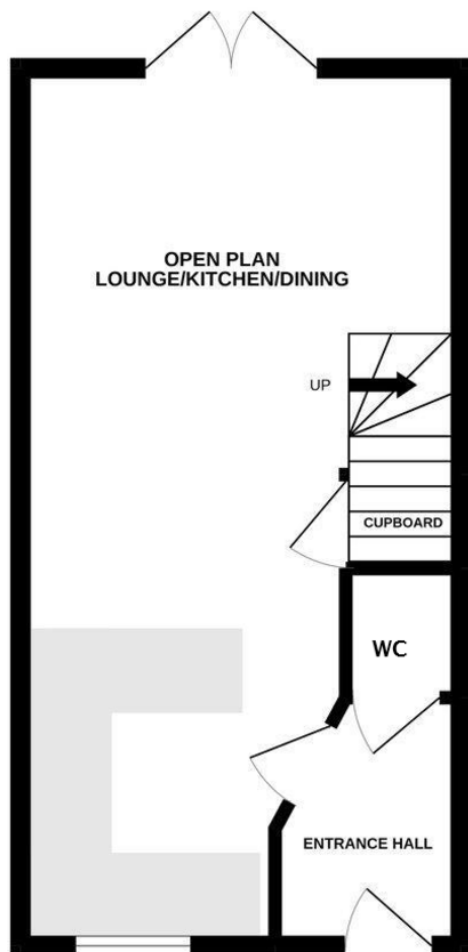 OPEN PLAN
LOUNGE/KITCHEN/DINING
UP
CUPBOARD
WC
ENTRANCE HALL